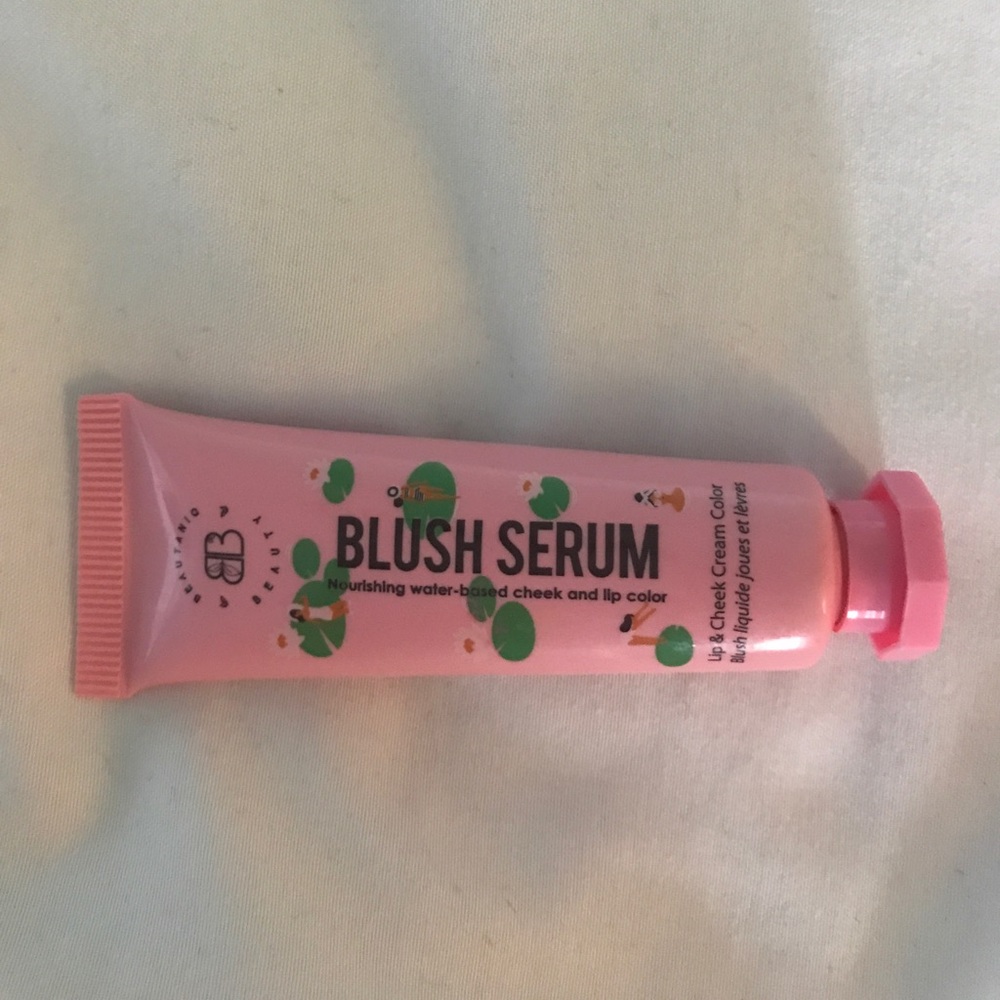 BEAUTANIQ
BEAUTY
BLUSH SERUM
Nourishing water-based cheek and lip color
Lip & Cheek Cream Color
Blush liquide joues et lèvres